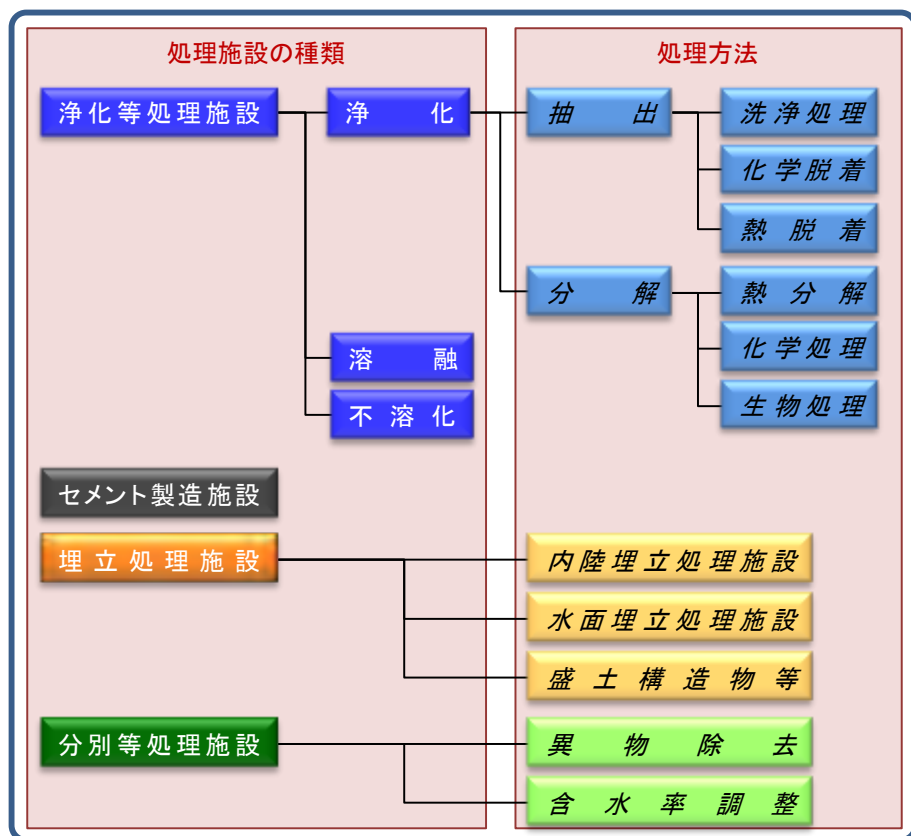 処理施設の種類
処理方法
浄化等処理施設
浄化
抽出
洗浄処理
化学脱着
熱脱着
分解
熱分解
化学処理
生物処理
溶融
不溶化
セメント製造施設
埋立処理施設
内陸埋立処理施設
水面埋立処理施設
盛土構造物等
分別等処理施設
異物除去
含水率調整